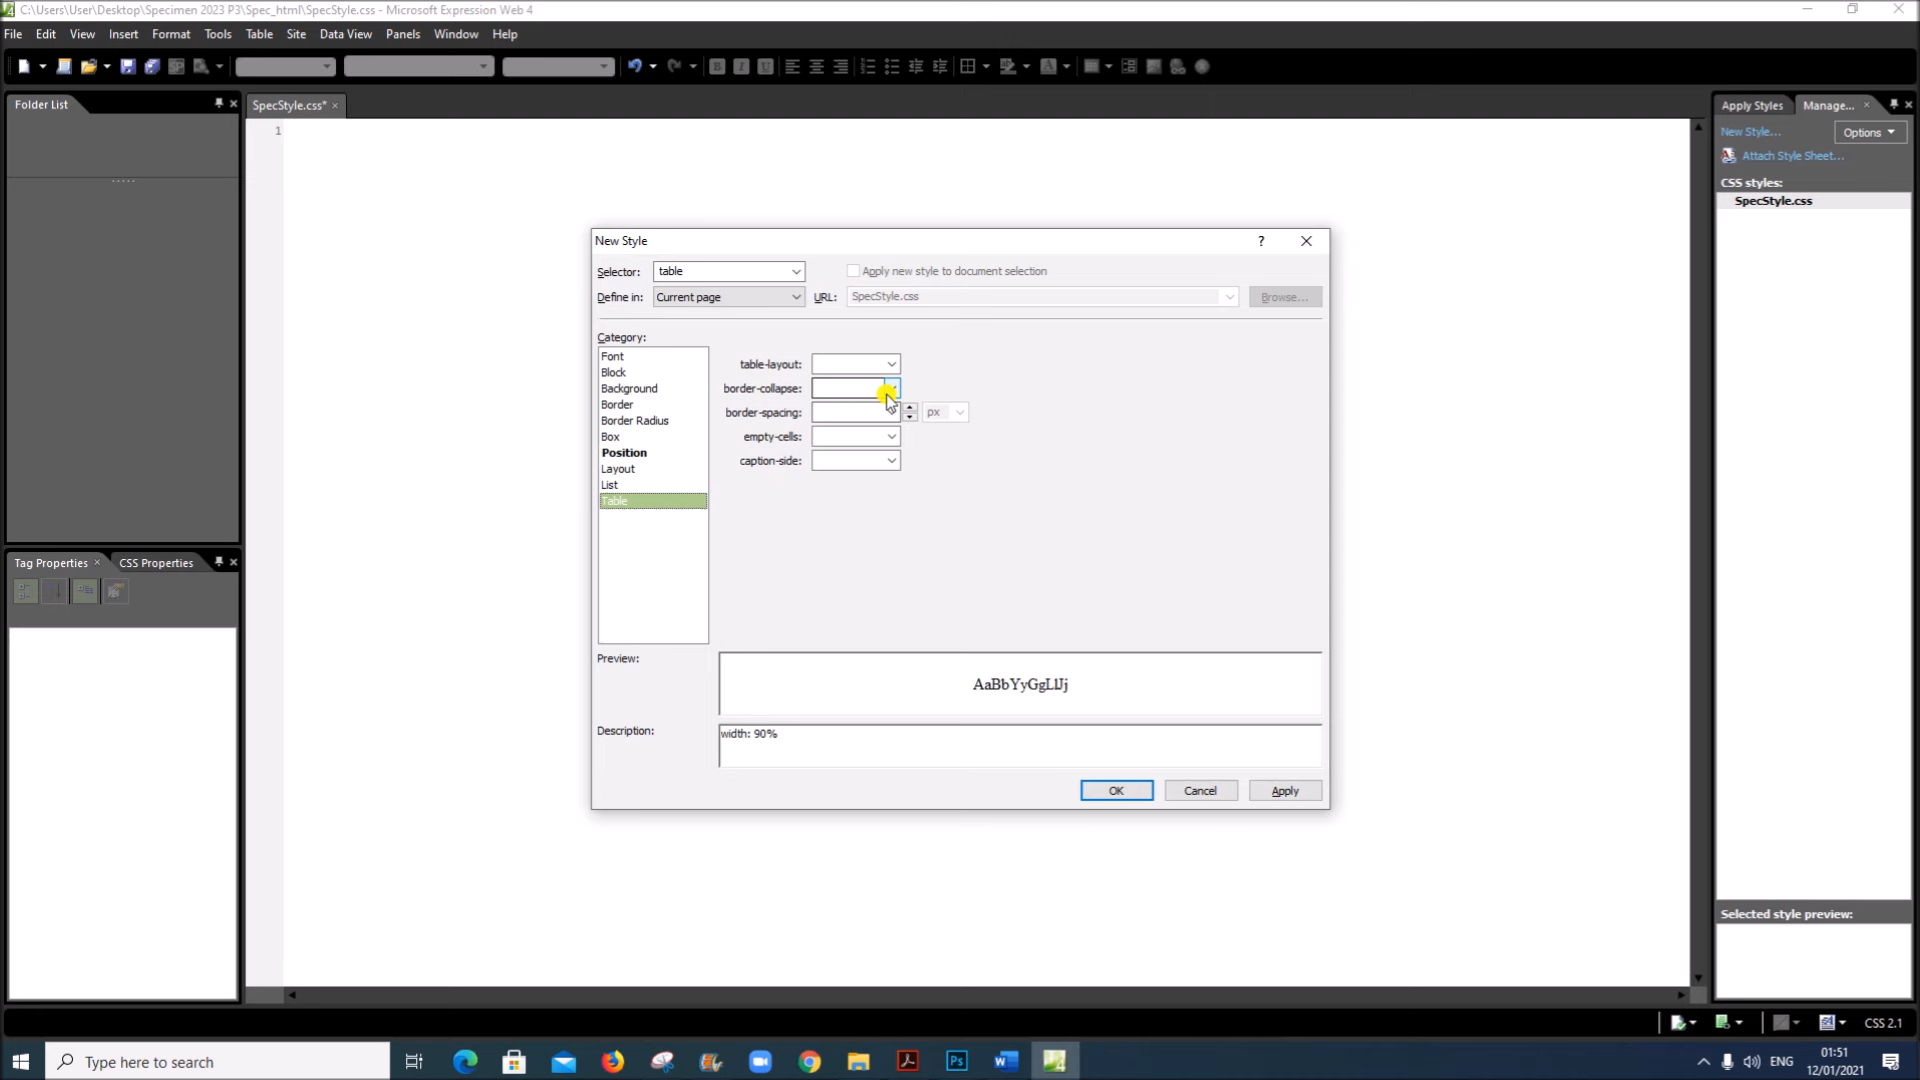 C:\Users\User\Desktop\Specimen 2023 P3\Spec_html\SpecStyle.css - Microsoft Expression Web 4
File Edit View Insert Format Tools Table Site Data View Panels Window Help
Folder List
SpecStyle.css*
Apply Styles Manage...
1
New Style...
Options
Attach Style Sheet...
CSS styles:
SpecStyle.css
New Style
Selector: table
Apply new style to document selection
Define in: Current page
URL: SpecStyle.css
Browse...
Category:
Font
Block
Background
Border
Border Radius
Box
Position
Layout
List
Table
table-layout:
border-collapse:
border-spacing: px
empty-cells:
caption-side:
Preview:
AaBbYyGgLlJj
Description:
width: 90%
OK Cancel Apply
Tag Properties CSS Properties
Selected style preview:
CSS 2.1
Type here to search
ENG
01:51
12/01/2021